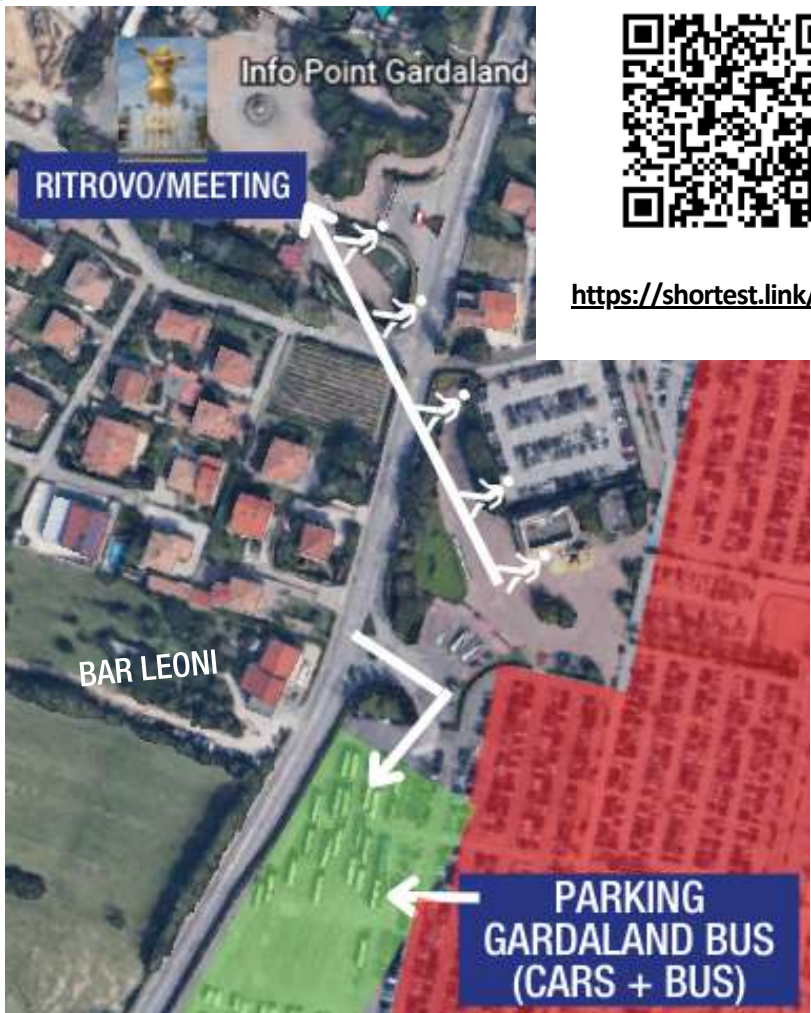 Info Point Gardaland
RITROVO/MEETING
https://shortest.link/
BAR LEONI
PARKING
GARDALAND BUS
(CARS + BUS)